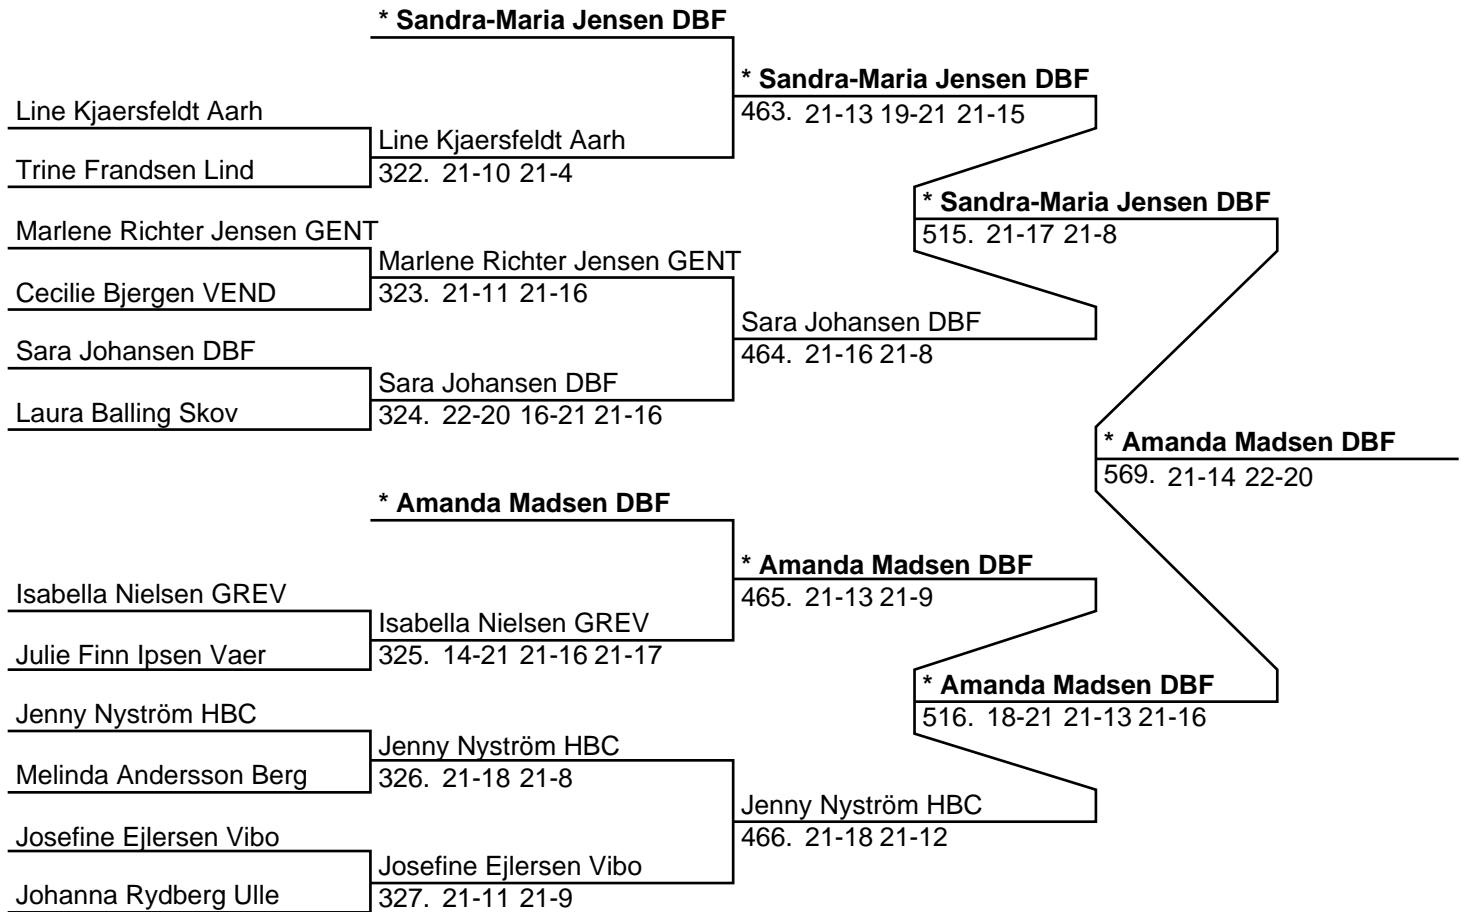 * Sandra-Maria Jensen DBF
* Sandra-Maria Jensen DBF
463. 21-13 19-21 21-15
Line Kjaersfeldt Aarh
Line Kjaersfeldt Aarh
322. 21-10 21-4
Trine Frandsen Lind
* Sandra-Maria Jensen DBF
515. 21-17 21-8
Marlene Richter Jensen GENT
Marlene Richter Jensen GENT
323. 21-11 21-16
Cecilie Bjergen VEND
Sara Johansen DBF
464. 21-16 21-8
Sara Johansen DBF
Sara Johansen DBF
324. 22-20 16-21 21-16
Laura Balling Skov
* Amanda Madsen DBF
569. 21-14 22-20
* Amanda Madsen DBF
* Amanda Madsen DBF
465. 21-13 21-9
Isabella Nielsen GREV
Isabella Nielsen GREV
325. 14-21 21-16 21-17
Julie Finn Ipsen Vaer
* Amanda Madsen DBF
516. 18-21 21-13 21-16
Jenny Nyström HBC
Jenny Nyström HBC
326. 21-18 21-8
Melinda Andersson Berg
Jenny Nyström HBC
466. 21-18 21-12
Josefine Ejlersen Vibo
Josefine Ejlersen Vibo
327. 21-11 21-9
Johanna Rydberg Ulle